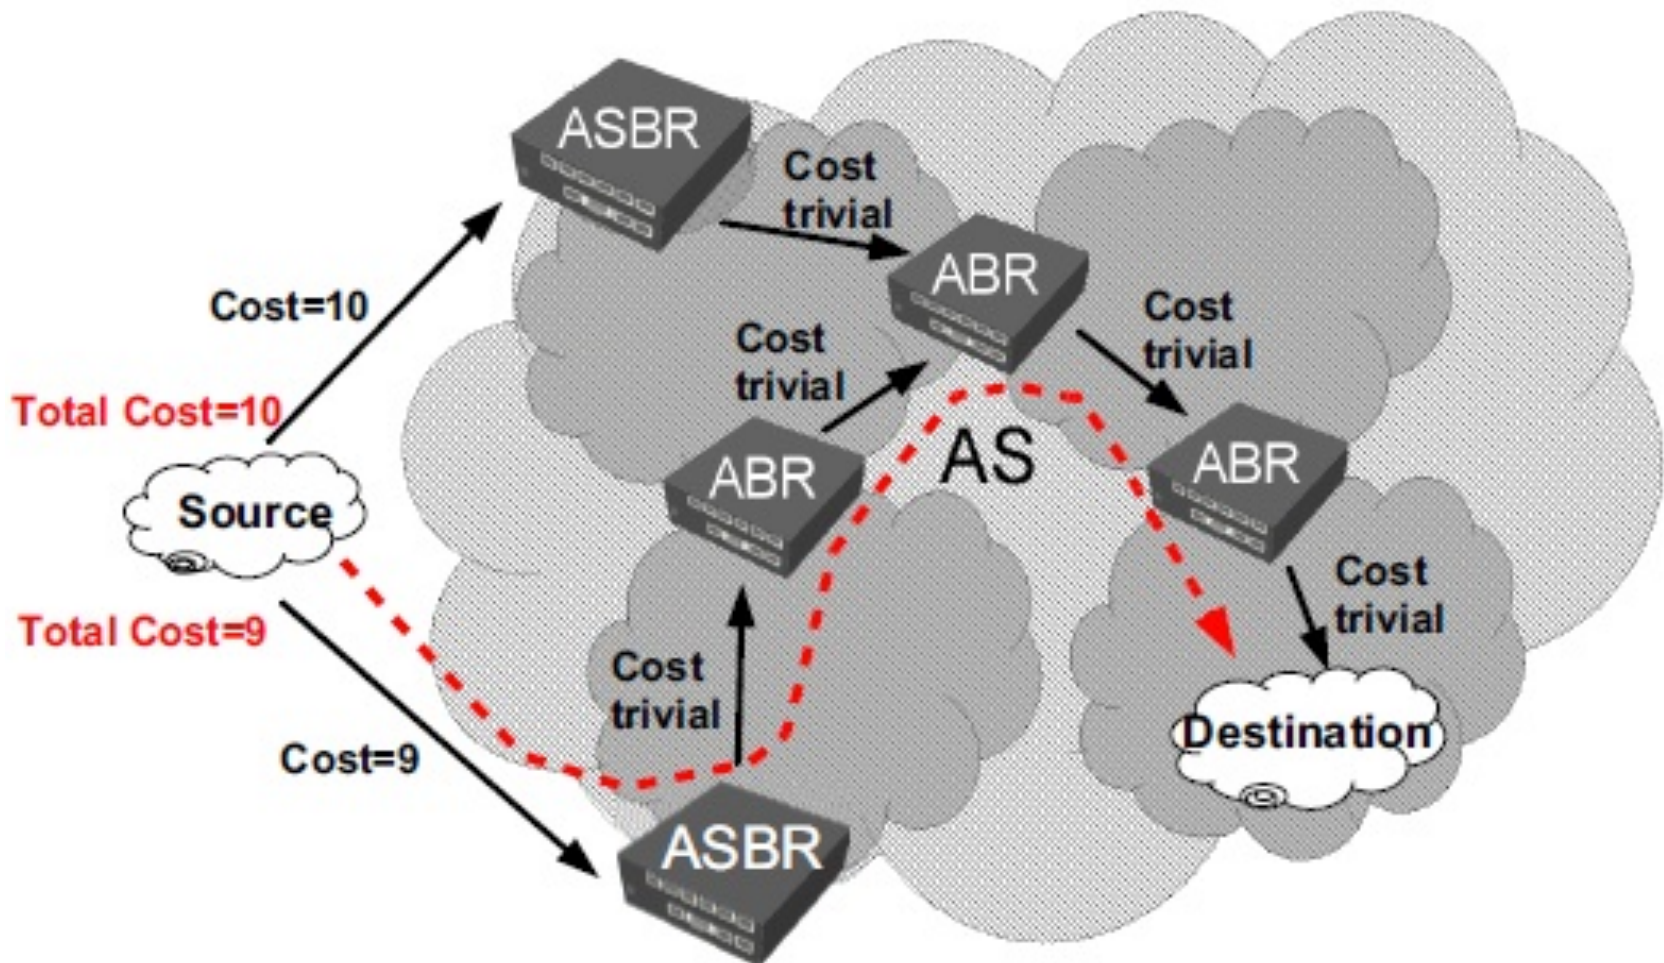 ASBR
Cost
trivial
ABR
Cost=10
Cost
trivial
Cost
trivial
Total Cost=10
AS
ABR
ABR
Source
Cost
trivial
Total Cost=9
Cost
trivial
Destination
Cost=9
ASBR